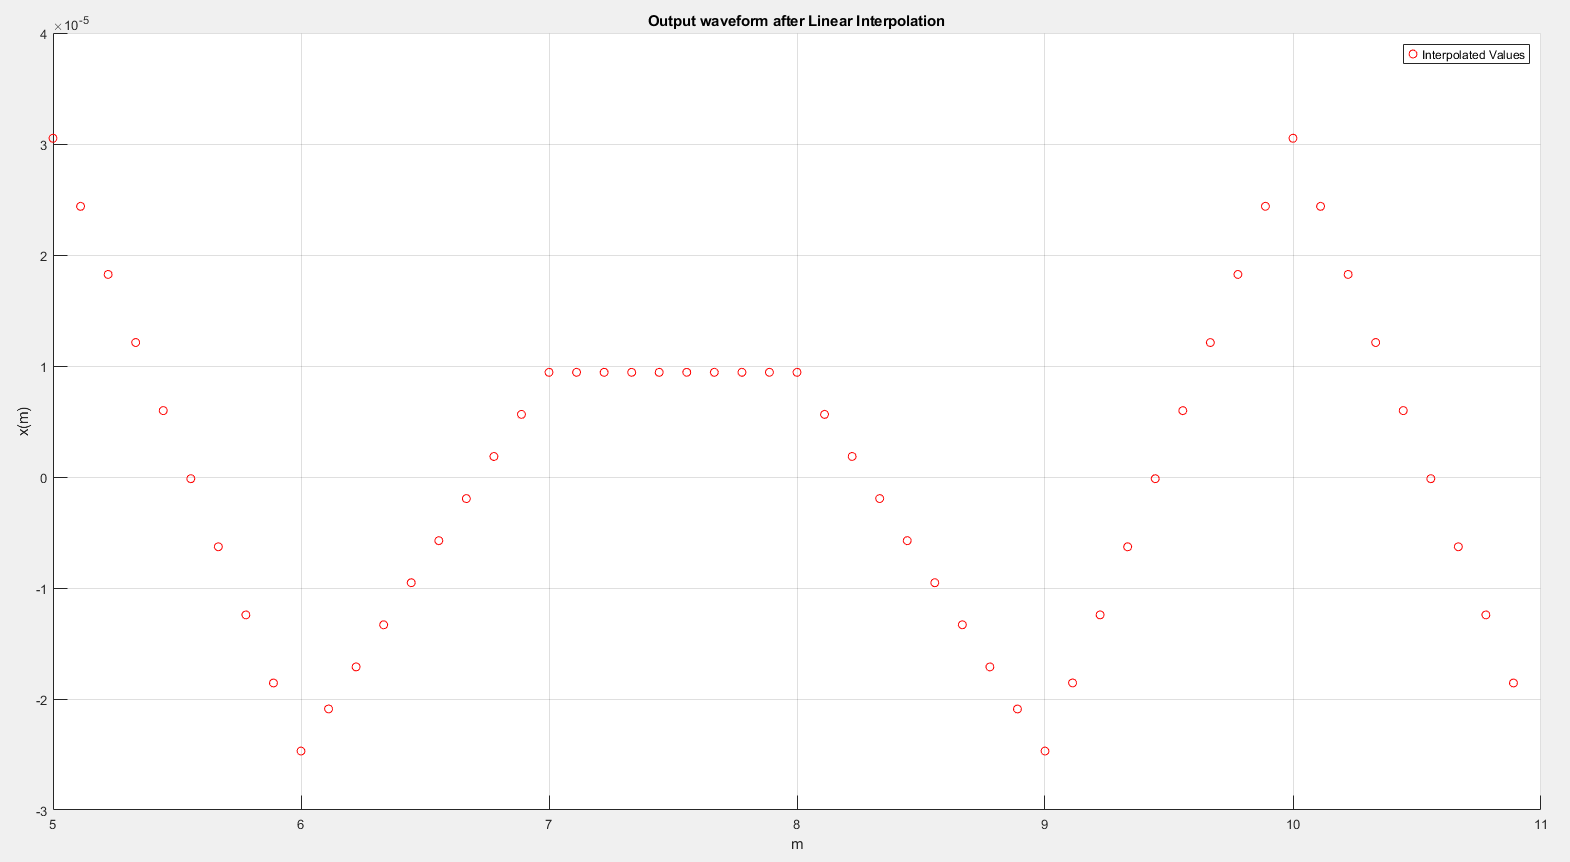 Output waveform after Linear Interpolation
×10^-5
Interpolated Values
4
3
2
1
0
-1
-2
-3
x(m)
5 6 7 8 9 10 11
m